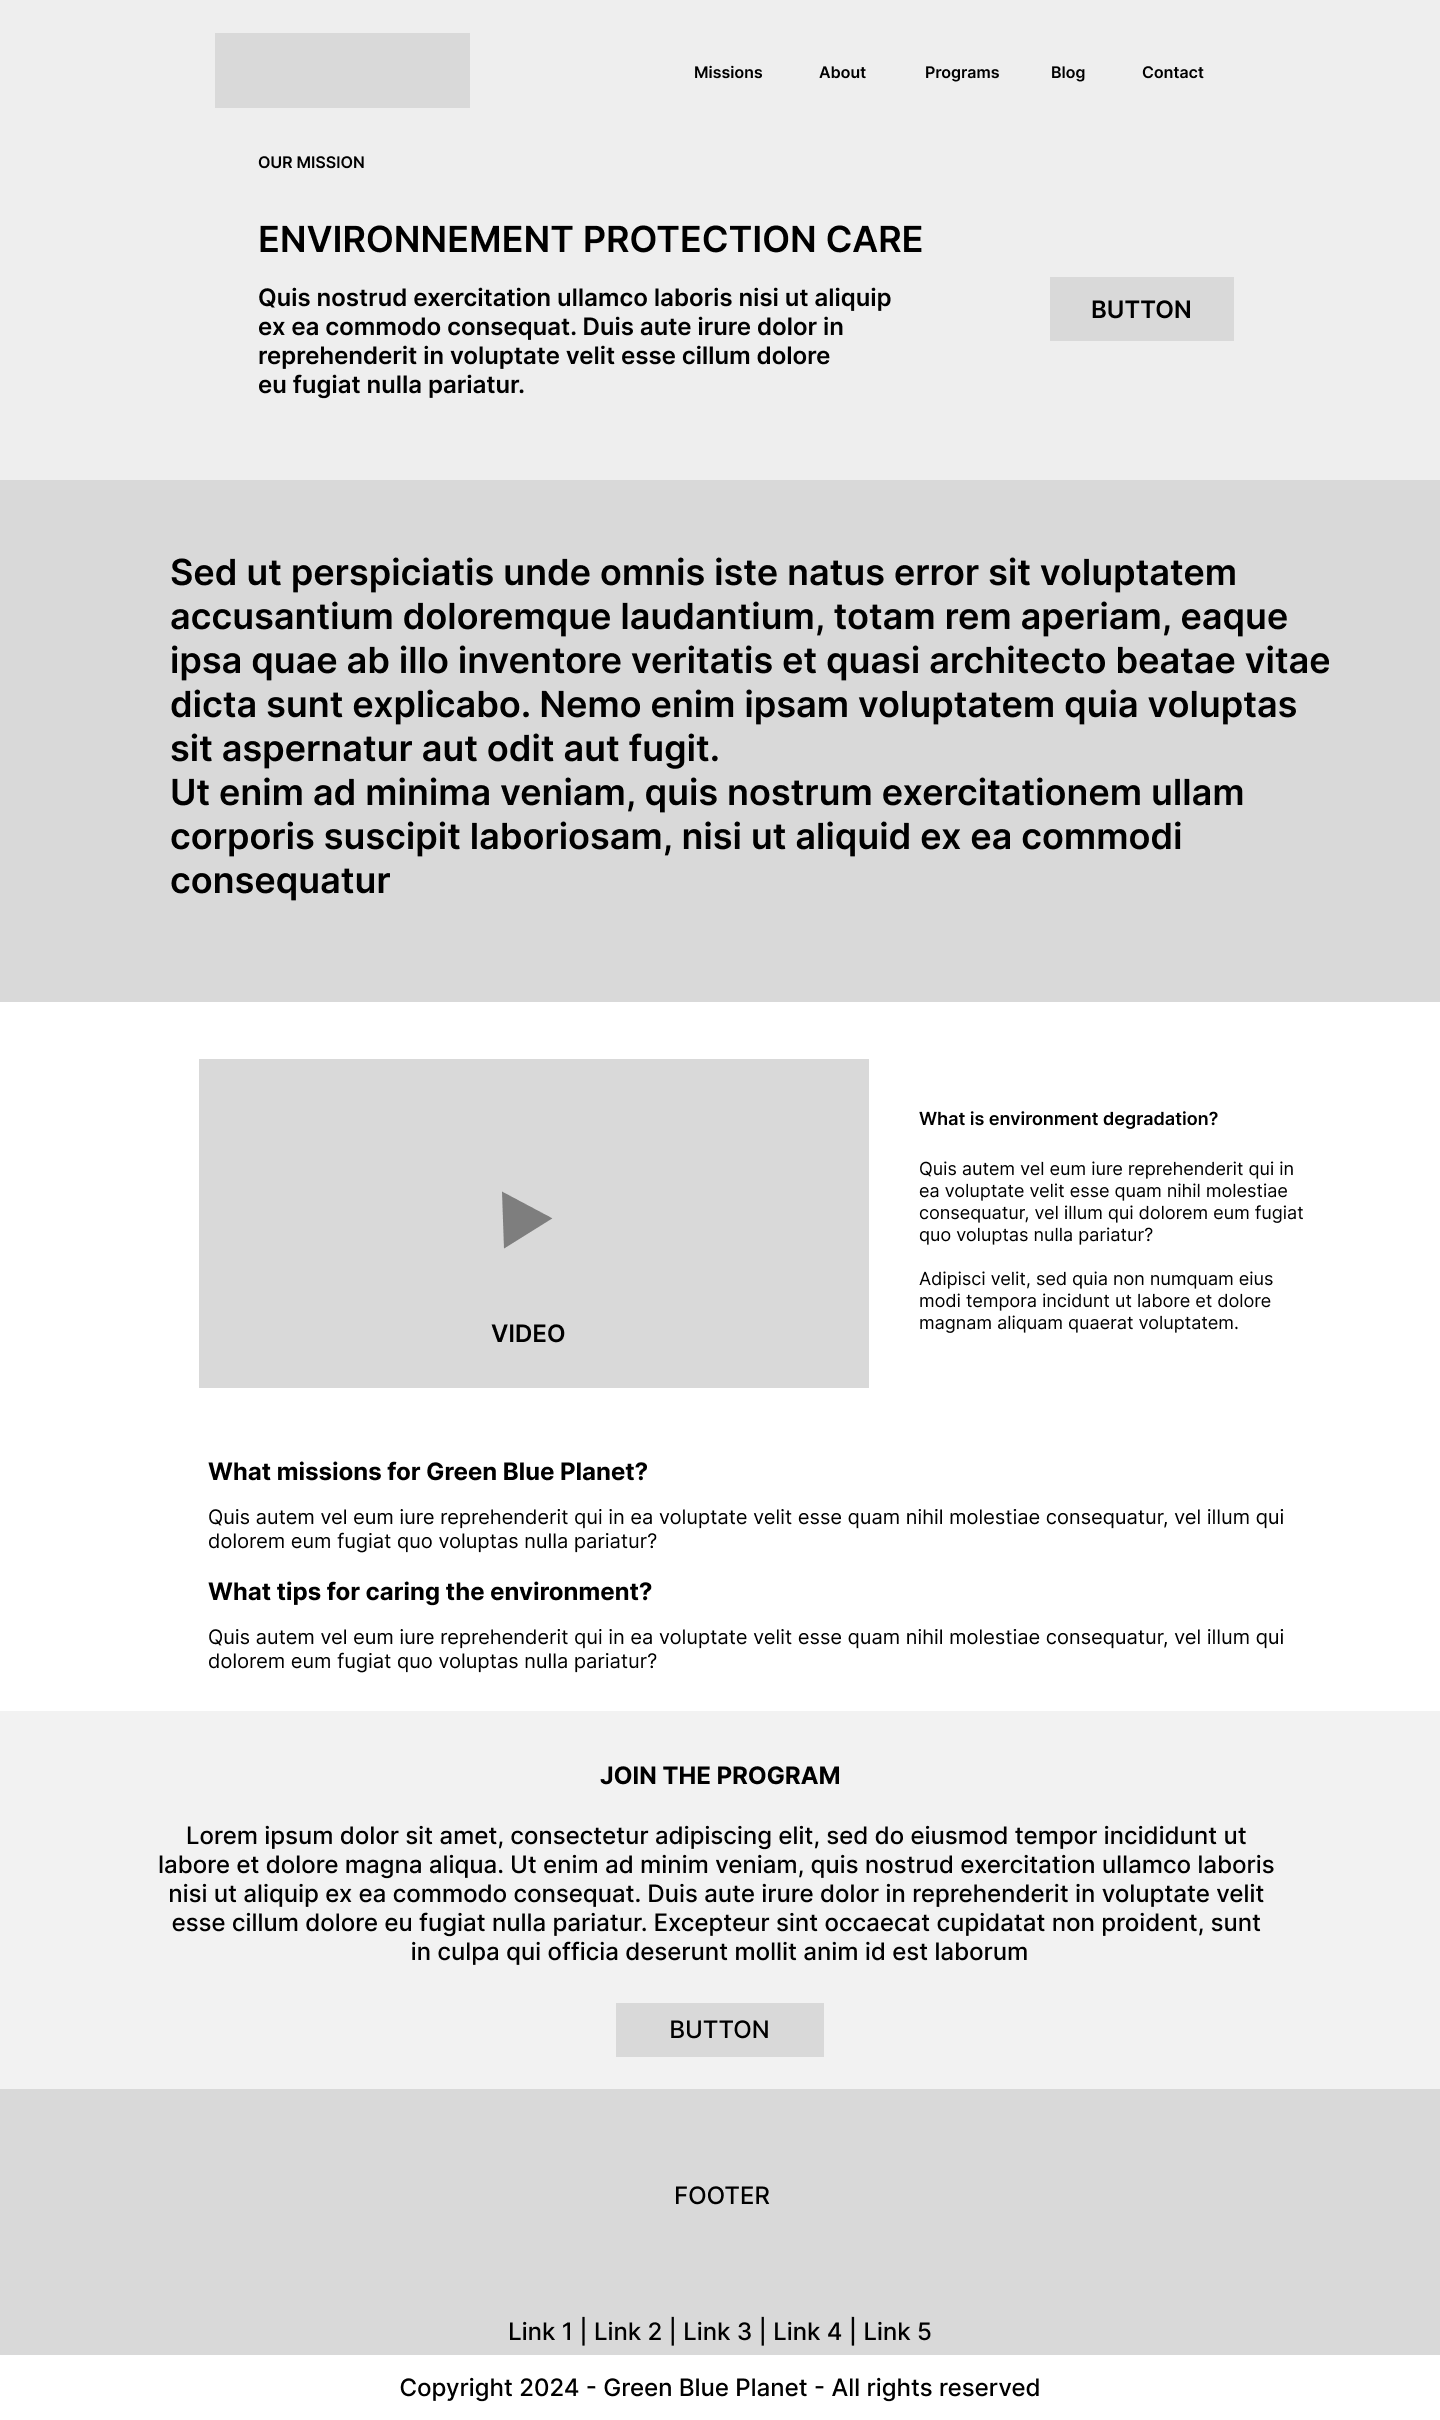 Missions About Programs Blog Contact
OUR MISSION
ENVIRONNEMENT PROTECTION CARE
Quis nostrud exercitation ullamco laboris nisi ut aliquip
ex ea commodo consequat. Duis aute irure dolor in
reprehenderit in voluptate velit esse cillum dolore
eu fugiat nulla pariatur.
BUTTON
Sed ut perspiciatis unde omnis iste natus error sit voluptatem
accusantium doloremque laudantium, totam rem aperiam, eaque
ipsa quae ab illo inventore veritatis et quasi architecto beatae vitae
dicta sunt explicabo. Nemo enim ipsam voluptatem quia voluptas
sit aspernatur aut odit aut fugit.
Ut enim ad minima veniam, quis nostrum exercitationem ullam
corporis suscipit laboriosam, nisi ut aliquid ex ea commodi
consequatur
VIDEO
What is environment degradation?
Quis autem vel eum iure reprehenderit qui in
ea voluptate velit esse quam nihil molestiae
consequatur, vel illum qui dolorem eum fugiat
quo voluptas nulla pariatur?
Adipisci velit, sed quia non numquam eius
modi tempora incidunt ut labore et dolore
magnam aliquam quaerat voluptatem.
What missions for Green Blue Planet?
Quis autem vel eum iure reprehenderit qui in ea voluptate velit esse quam nihil molestiae consequatur, vel illum qui
dolorem eum fugiat quo voluptas nulla pariatur?
What tips for caring the environment?
Quis autem vel eum iure reprehenderit qui in ea voluptate velit esse quam nihil molestiae consequatur, vel illum qui
dolorem eum fugiat quo voluptas nulla pariatur?
JOIN THE PROGRAM
Lorem ipsum dolor sit amet, consectetur adipiscing elit, sed do eiusmod tempor incididunt ut
labore et dolore magna aliqua. Ut enim ad minim veniam, quis nostrud exercitation ullamco laboris
nisi ut aliquip ex ea commodo consequat. Duis aute irure dolor in reprehenderit in voluptate velit
esse cillum dolore eu fugiat nulla pariatur. Excepteur sint occaecat cupidatat non proident, sunt
in culpa qui officia deserunt mollit anim id est laborum
BUTTON
FOOTER
Link 1 | Link 2 | Link 3 | Link 4 | Link 5
Copyright 2024 - Green Blue Planet - All rights reserved